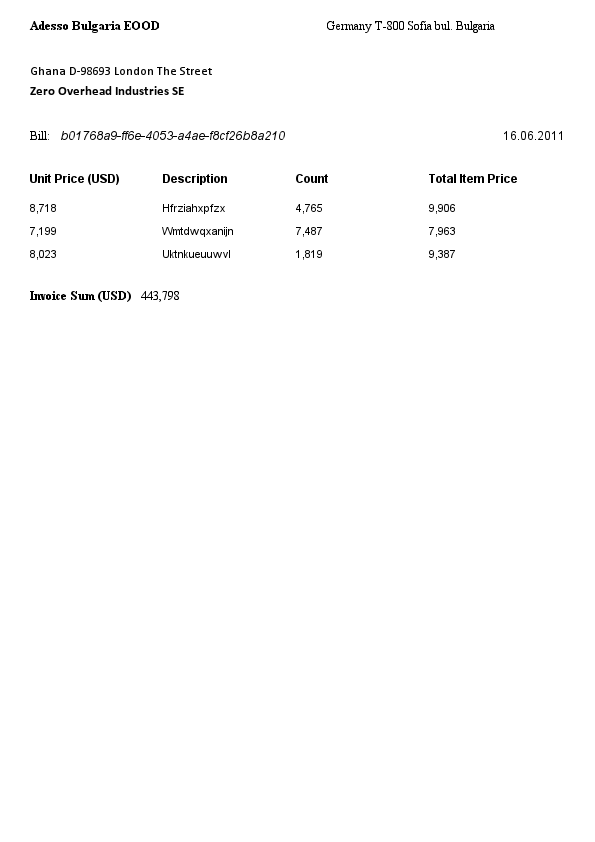 Adesso Bulgaria EOOD Germany T-800 Sofia bul. Bulgaria
Ghana D-98693 London The Street
Zero Overhead Industries SE
Bill: b01768a9-ff6e-4053-a4ae-f8cf26b8a210 16.06.2011
Unit Price (USD) Description Count Total Item Price
8,718 Hfrziahxpfzx 4,765 9,906
7,199 Wmtdwqxanijn 7,487 7,963
8,023 Uktnkueuuwvl 1,819 9,387
Invoice Sum (USD) 443,798